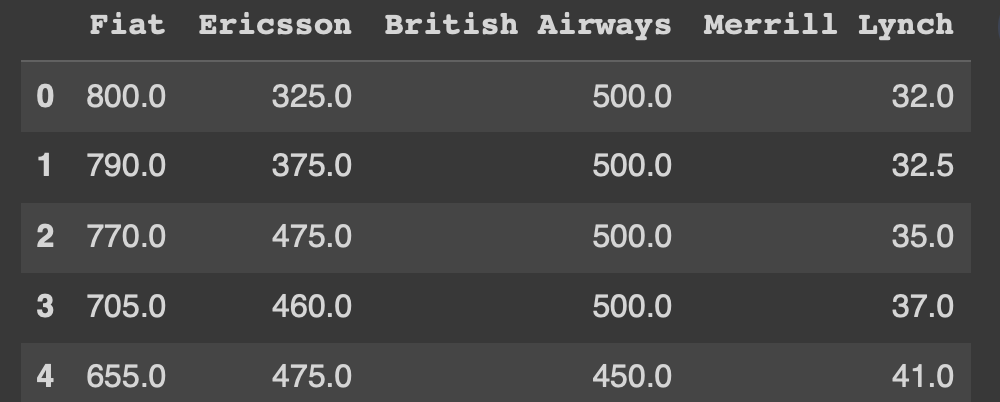 Fiat Ericsson British Airways Merrill Lynch
0 800.0 325.0 500.0 32.0
1 790.0 375.0 500.0 32.5
2 770.0 475.0 500.0 35.0
3 705.0 460.0 500.0 37.0
4 655.0 475.0 450.0 41.0